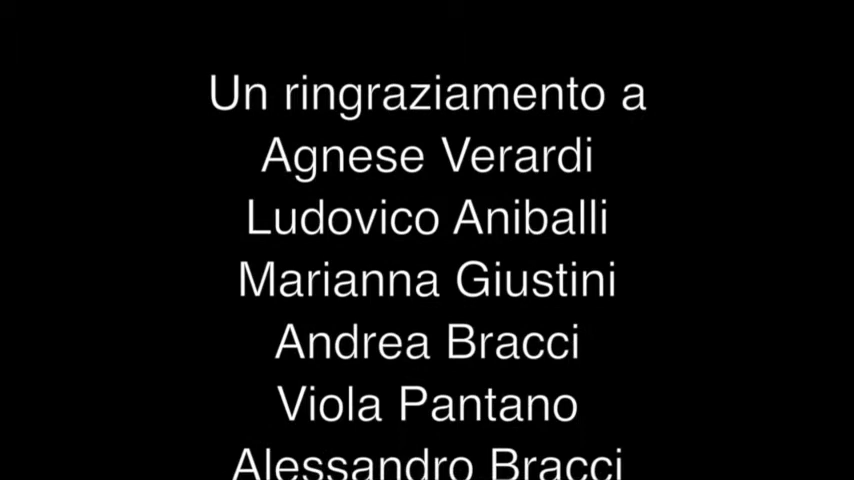 Un ringraziamento a
Agnese Verardi
Ludovico Aniballi
Marianna Giustini
Andrea Bracci
Viola Pantano
Alessandro Bracci